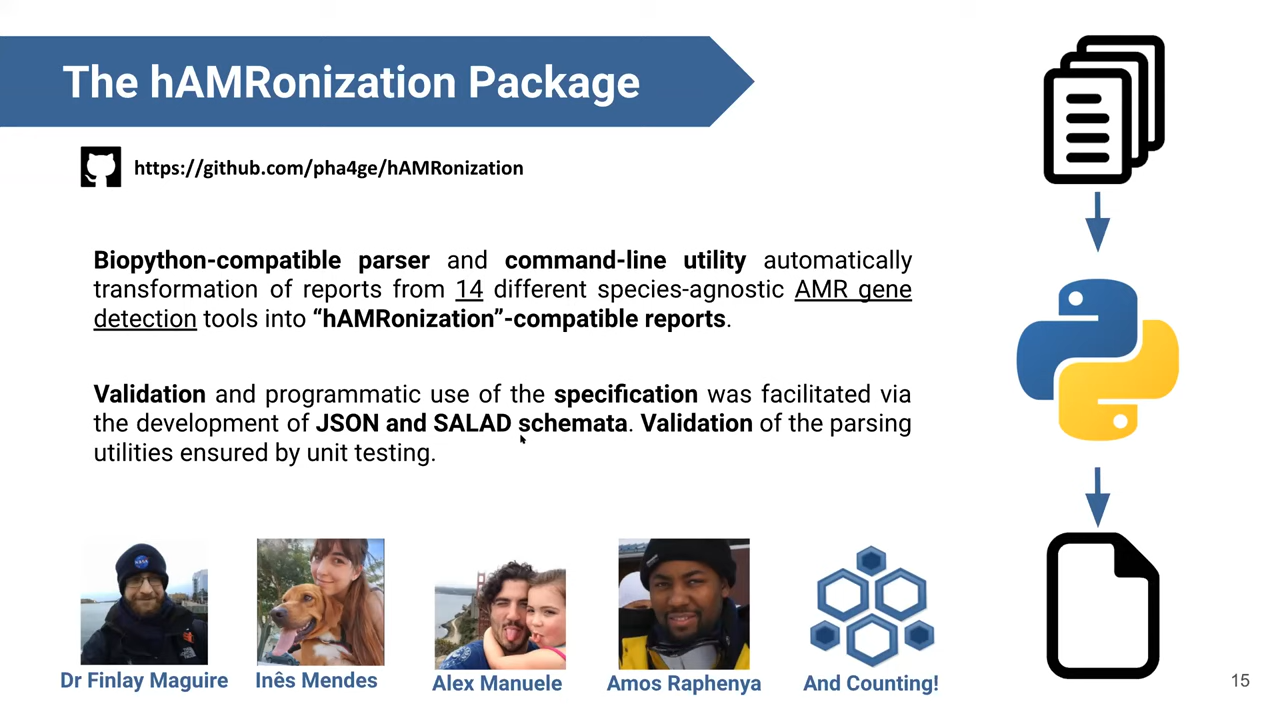 The hAMRonization Package
https://github.com/pha4ge/hAMRonization
Biopython-compatible parser and command-line utility automatically
transformation of reports from 14 different species-agnostic AMR gene
detection tools into “hAMRonization”-compatible reports.
Validation and programmatic use of the specification was facilitated via
the development of JSON and SALAD schemata. Validation of the parsing
utilities ensured by unit testing.
NASA
Dr Finlay Maguire
Inês Mendes
Alex Manuele
Amos Raphenya
And Counting!
15